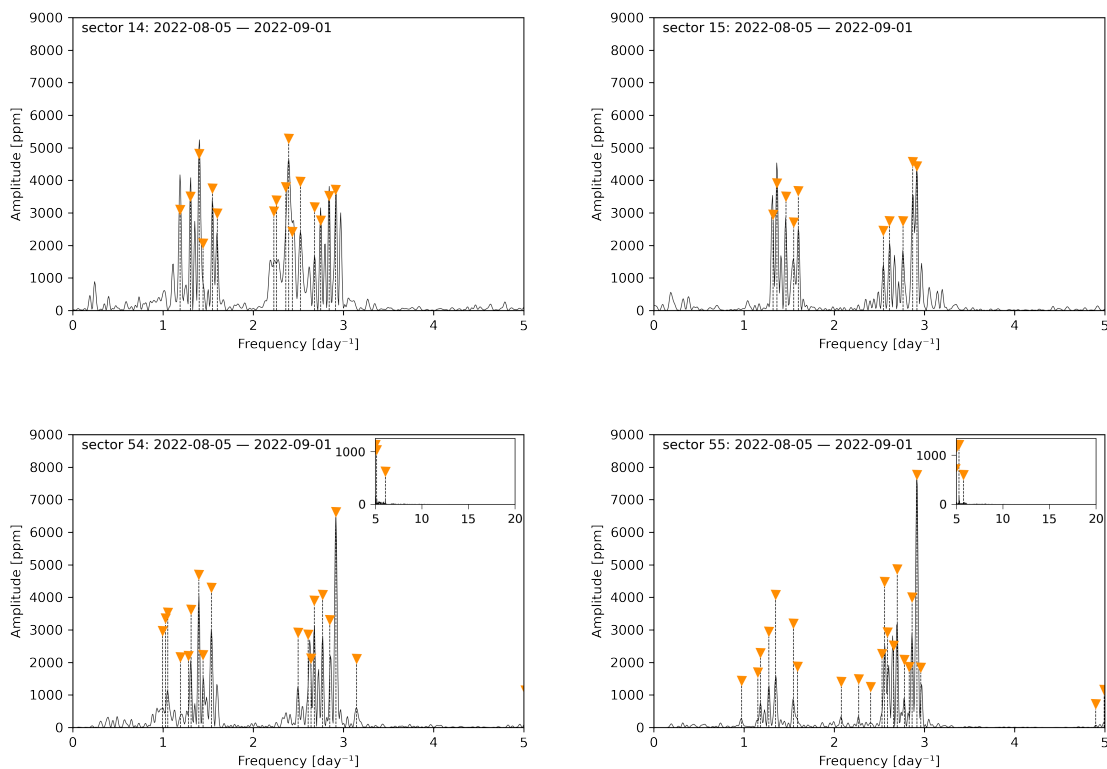 sector 14: 2022-08-05 — 2022-09-01
9000
8000
7000
6000
5000
4000
3000
2000
1000
0
Amplitude [ppm]
0 1 2 3 4 5
Frequency [day⁻¹]
sector 15: 2022-08-05 — 2022-09-01
9000
8000
7000
6000
5000
4000
3000
2000
1000
0
Amplitude [ppm]
0 1 2 3 4 5
Frequency [day⁻¹]
sector 54: 2022-08-05 — 2022-09-01
9000
8000
7000
6000
5000
4000
3000
2000
1000
0
Amplitude [ppm]
1000
0
5 10 15 20
0 1 2 3 4 5
Frequency [day⁻¹]
sector 55: 2022-08-05 — 2022-09-01
9000
8000
7000
6000
5000
4000
3000
2000
1000
0
Amplitude [ppm]
1000
0
5 10 15 20
0 1 2 3 4 5
Frequency [day⁻¹]